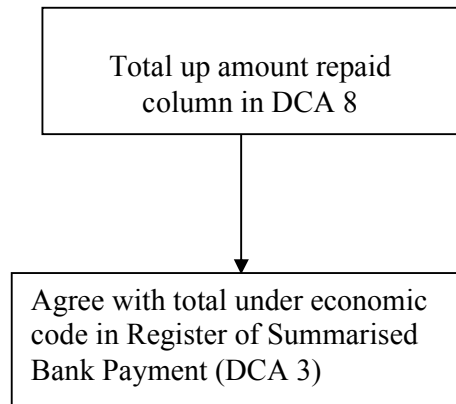 Total up amount repaid
column in DCA 8
Agree with total under economic
code in Register of Summarised
Bank Payment (DCA 3)